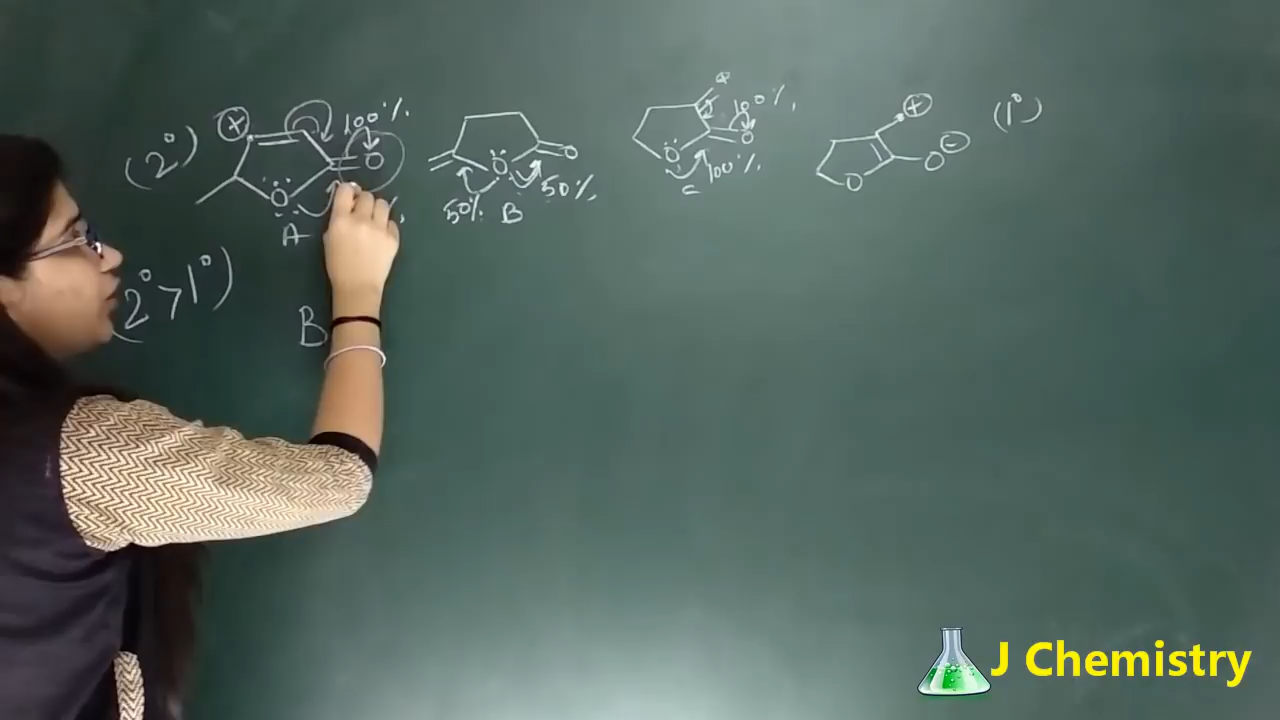 (2°) ⊕ 100% O O A
50% O 50% O B
⊕ 100% O O 100% C
⊕ O O ⊖ (1°)
(2° > 1°) B
J Chemistry